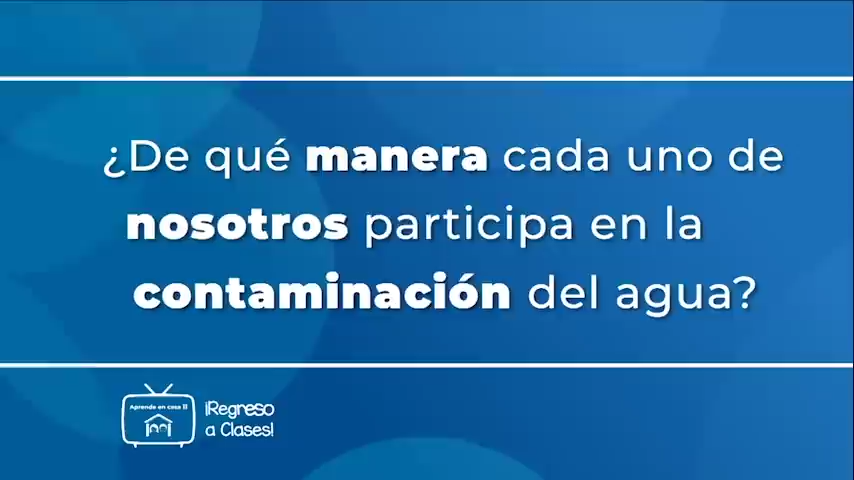 ¿De qué manera cada uno de
nosotros participa en la
contaminación del agua?
Aprende en casa II
¡Regreso
a Clases!